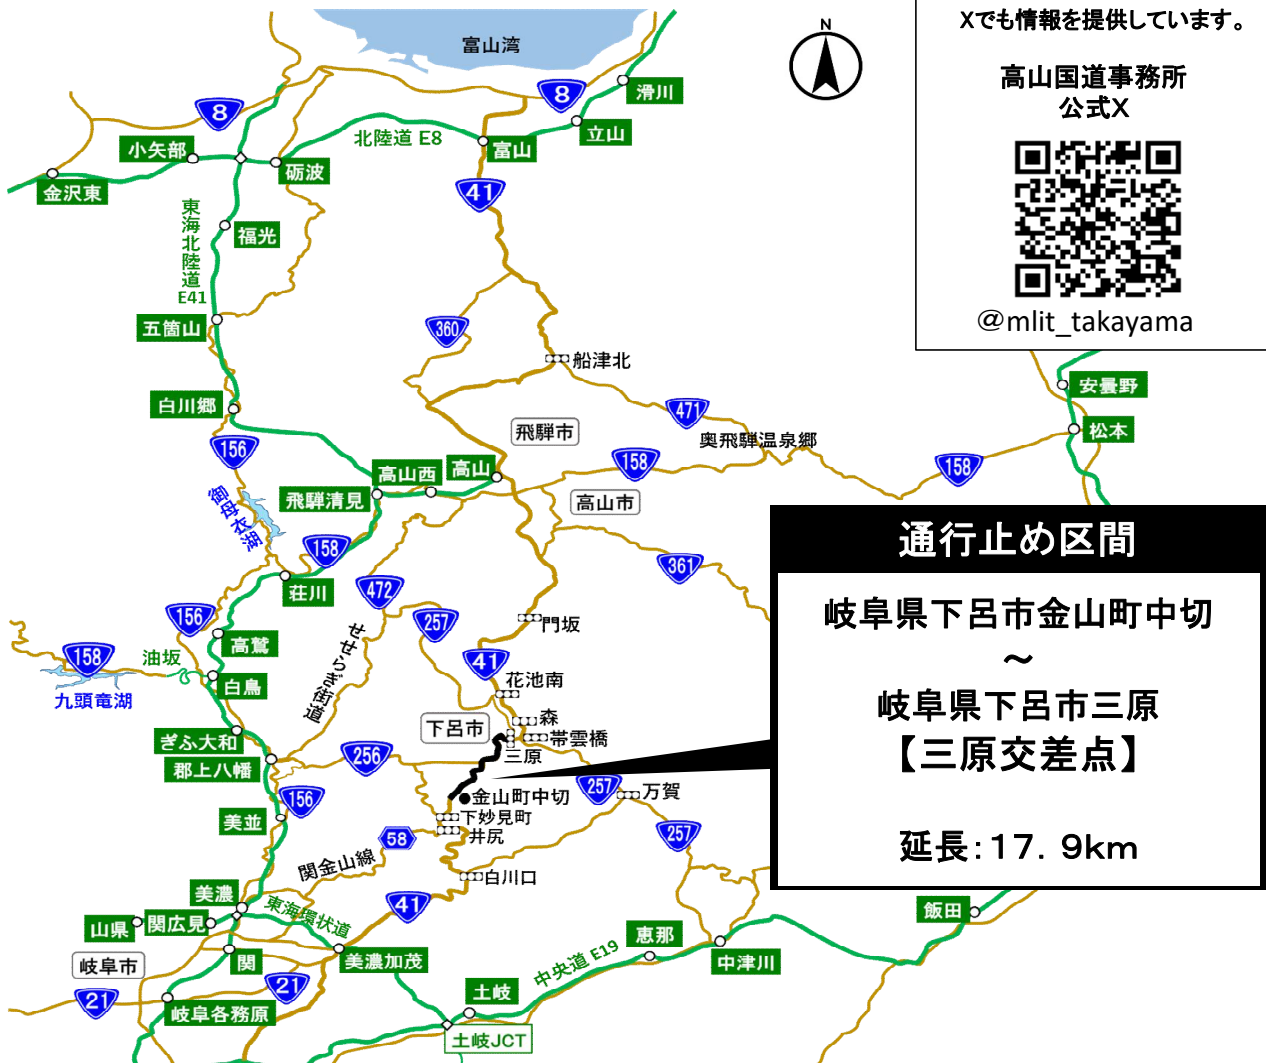 Xでも情報を提供しています。
高山国道事務所
公式X
@mlit_takayama
N
富山湾
8
8
滑川
立山
富山
北陸道 E8
小矢部
砺波
金沢東
41
東海北陸道
E41
福光
五箇山
360
船津北
白川郷
156
471
飛騨市
奥飛騨温泉郷
158
158
安曇野
松本
高山西
高山
飛騨清見
高山市
御母衣湖
158
荘川
472
361
156
257
門坂
高鷲
せせらぎ街道
158
油坂
41
花池南
白鳥
九頭竜湖
下呂市
森
帯雲橋
三原
ぎふ大和
郡上八幡
256
金山町中切
257
万賀
156
美並
下妙見町
井尻
58
257
関金山線
白川口
美濃
41
東海環状道
山県
関広見
岐阜市
関
美濃加茂
恵那
中津川
飯田
中央道 E19
21
21
岐阜各務原
土岐
土岐JCT
通行止め区間
岐阜県下呂市金山町中切
～
岐阜県下呂市三原
【三原交差点】
延長：17．9km